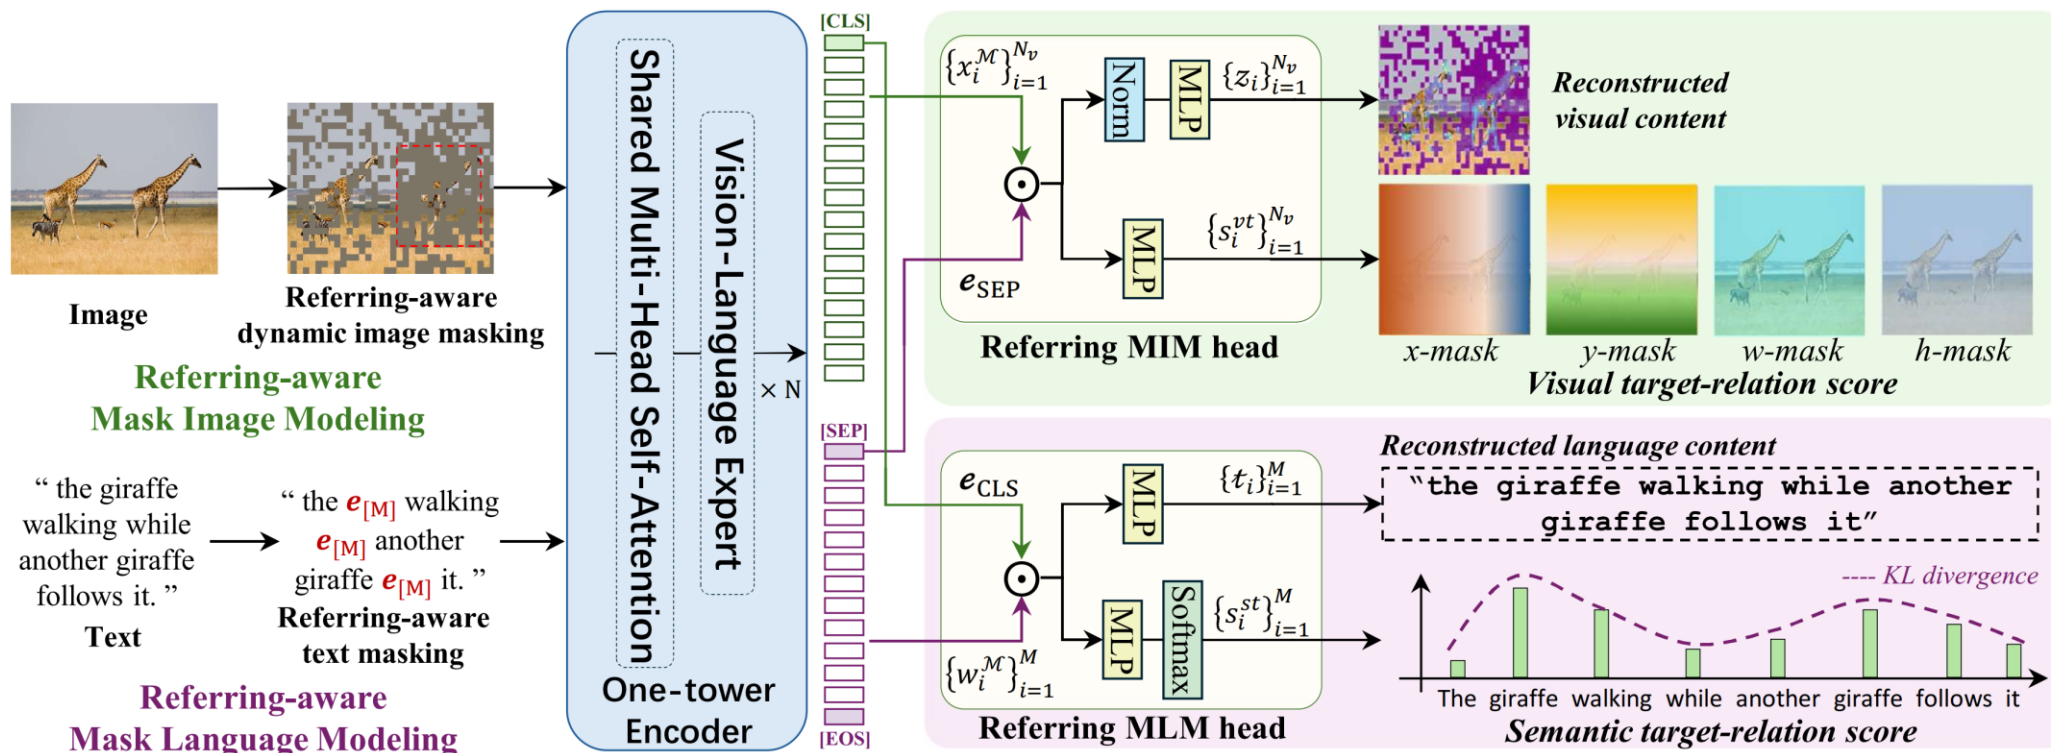 Image
Referring-aware
dynamic image masking
Referring-aware
Mask Image Modeling
“ the giraffe
walking while
another giraffe
follows it. ”
Text
“ the e[M] walking
e[M] another
giraffe e[M] it. ”
Referring-aware
text masking
Referring-aware
Mask Language Modeling
Shared Multi-Head Self-Attention
Vision-Language Expert
× N
One-tower
Encoder
[CLS]
[SEP]
[EOS]
{x_i^ℳ}_{i=1}^{N_v}
Norm
MLP
{z_i}_{i=1}^{N_v}
e_SEP
MLP
{s_i^{vt}}_{i=1}^{N_v}
Referring MIM head
Reconstructed
visual content
x-mask
y-mask
w-mask
h-mask
Visual target-relation score
e_CLS
MLP
{t_i}_{i=1}^{M}
{w_i^ℳ}_{i=1}^{M}
MLP
Softmax
{s_i^{st}}_{i=1}^{M}
Referring MLM head
Reconstructed language content
“the giraffe walking while another
giraffe follows it”
---- KL divergence
The giraffe walking while another giraffe follows it
Semantic target-relation score